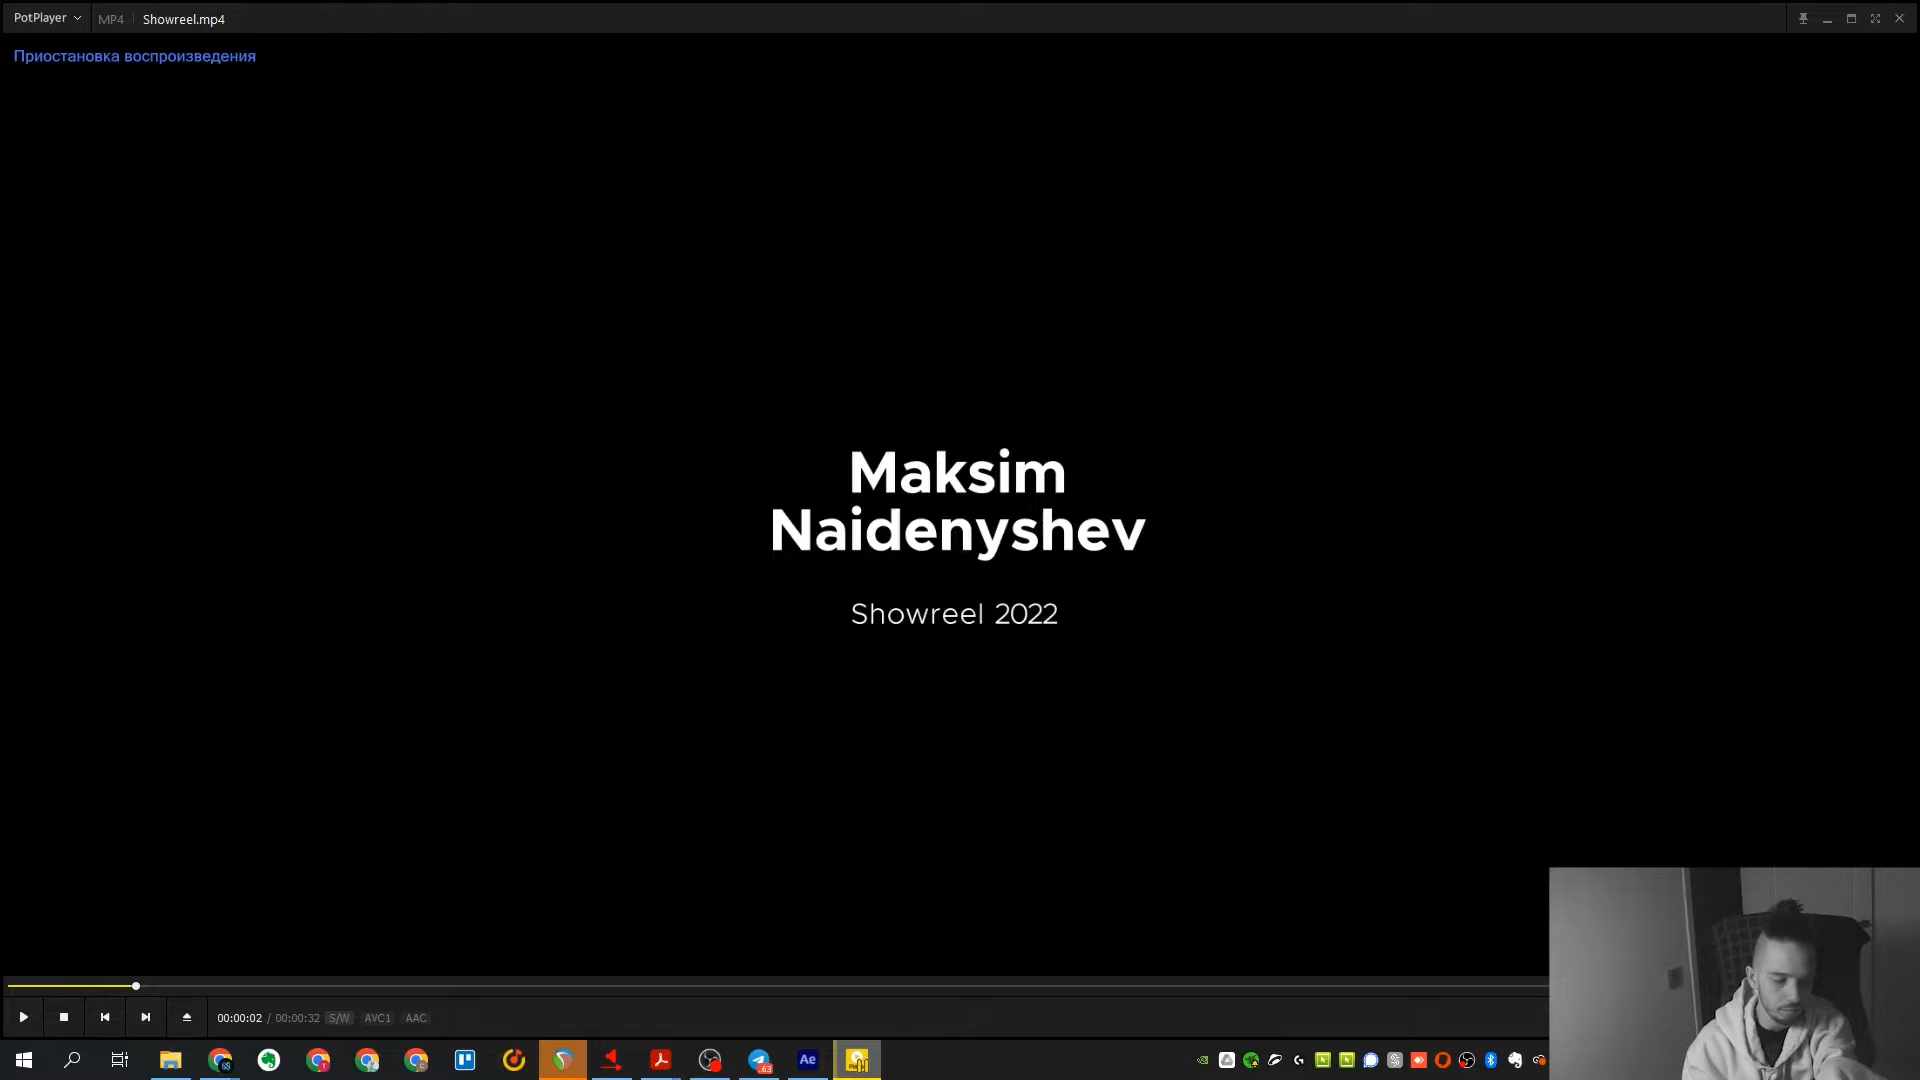 PotPlayer MP4 Showreel.mp4
Приостановка воспроизведения
Maksim
Naidenyshev
Showreel 2022
00:00:02 / 00:00:32 S/W AVC1 AAC
Ae
63